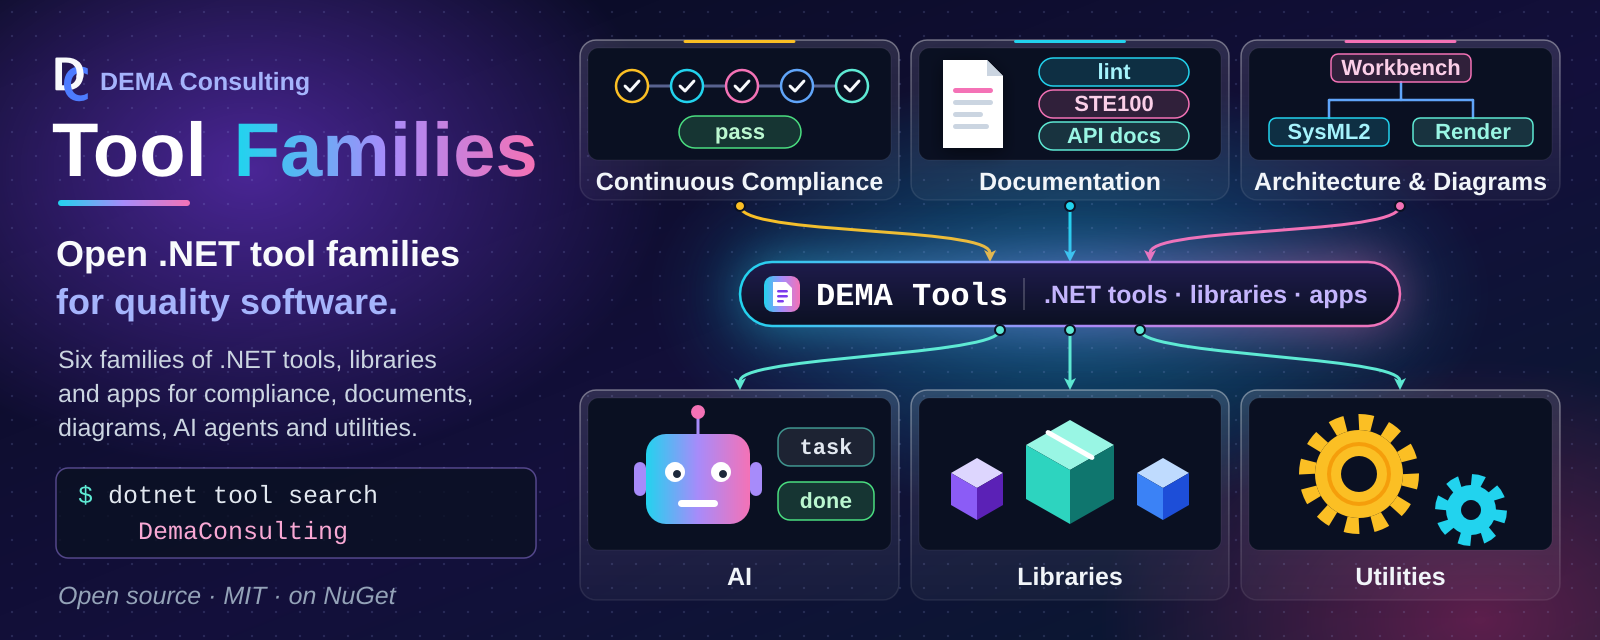 DC DEMA Consulting
Tool Families
Open .NET tool families
for quality software.
Six families of .NET tools, libraries
and apps for compliance, documents,
diagrams, AI agents and utilities.
$ dotnet tool search
DemaConsulting
Open source · MIT · on NuGet
pass
Continuous Compliance
lint
STE100
API docs
Documentation
Workbench
SysML2
Render
Architecture & Diagrams
DEMA Tools
.NET tools · libraries · apps
task
done
AI
Libraries
Utilities